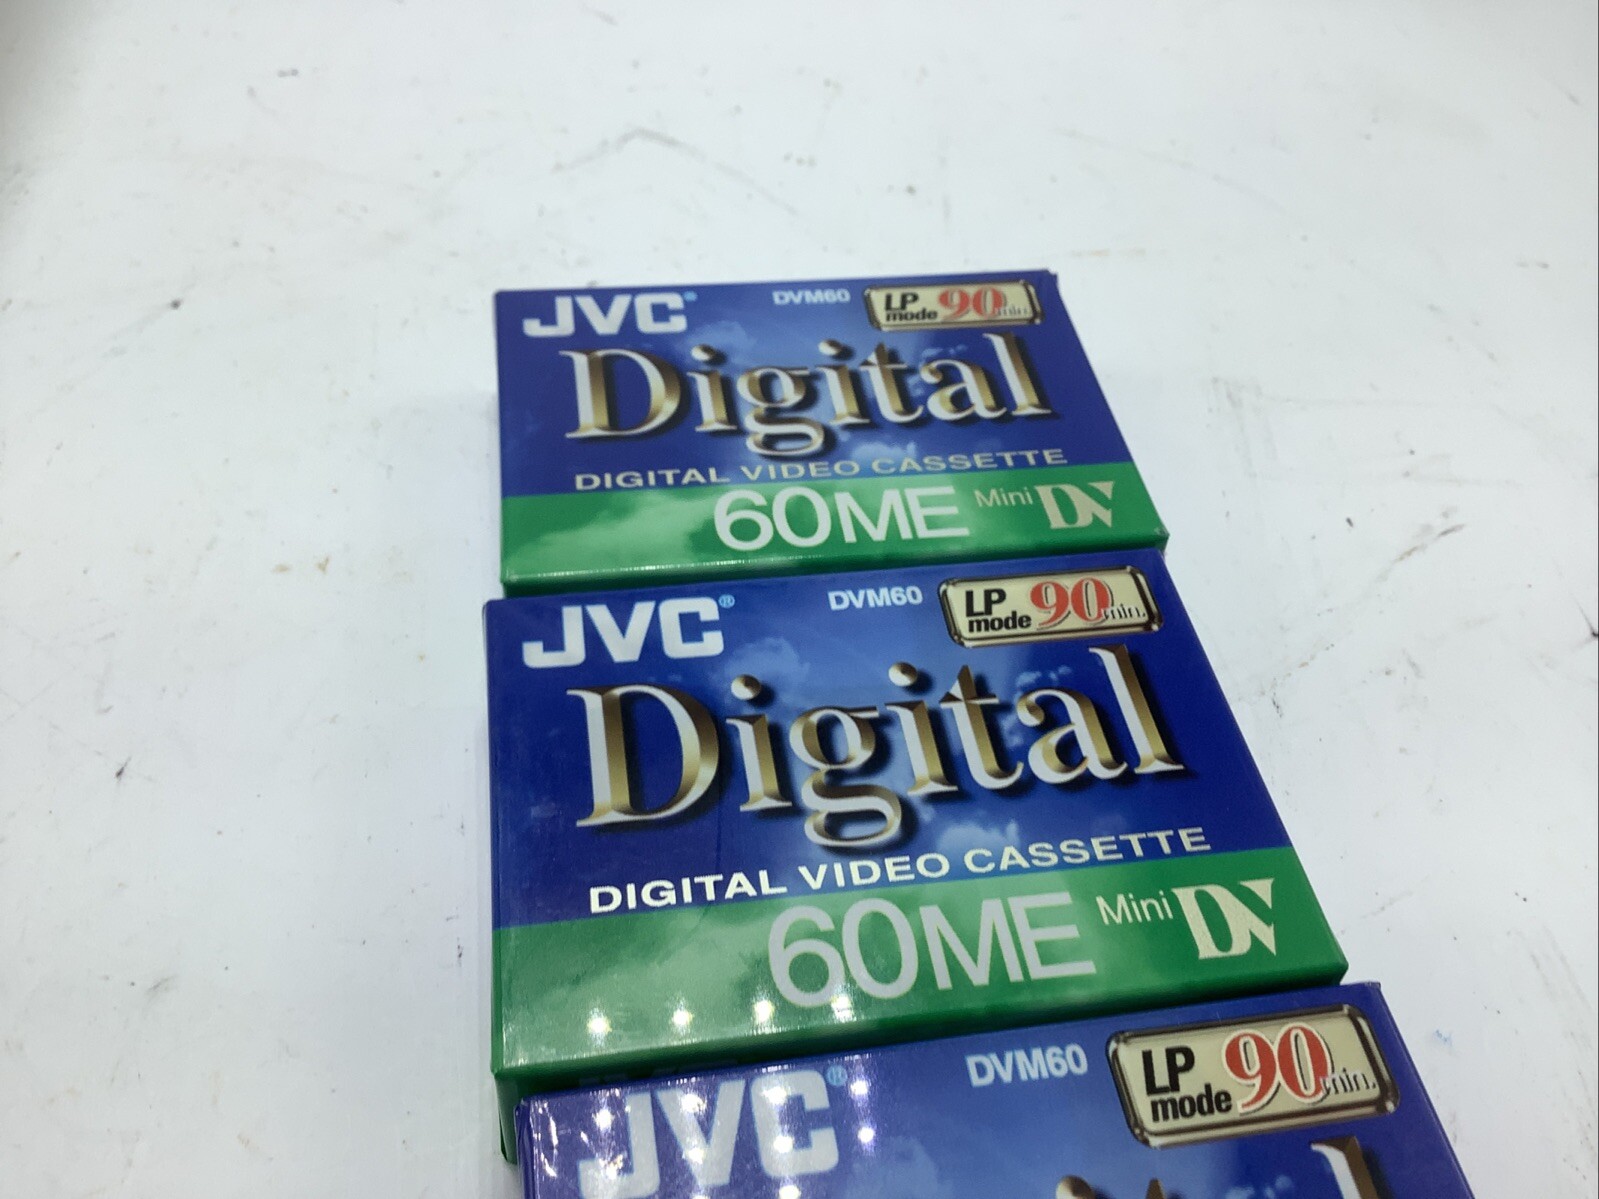 JVC® DVM60 LP mode 90 min.
Digital
DIGITAL VIDEO CASSETTE
60ME Mini DV
JVC® DVM60 LP mode 90 min.
Digital
DIGITAL VIDEO CASSETTE
60ME Mini DV
JVC® DVM60 LP mode 90 min.